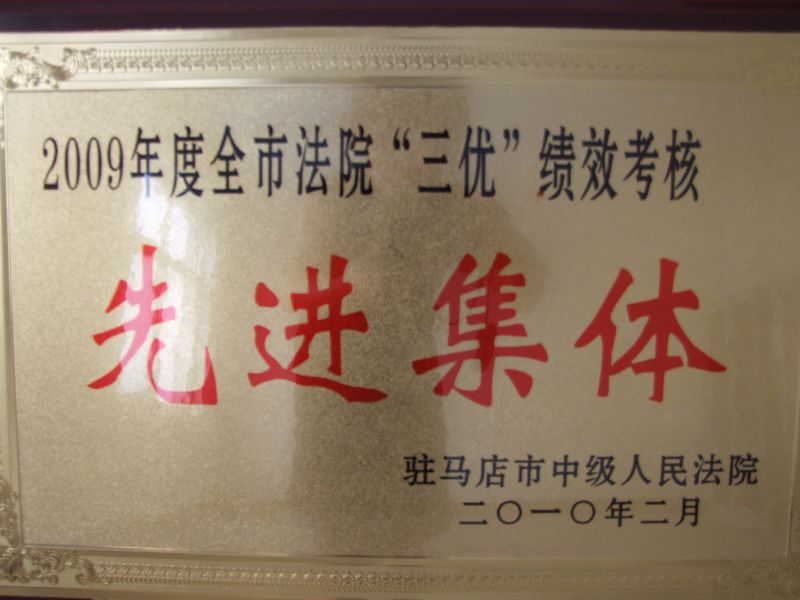 2009年度全市法院“三优”绩效考核
先进集体
驻马店市中级人民法院
二〇一〇年二月